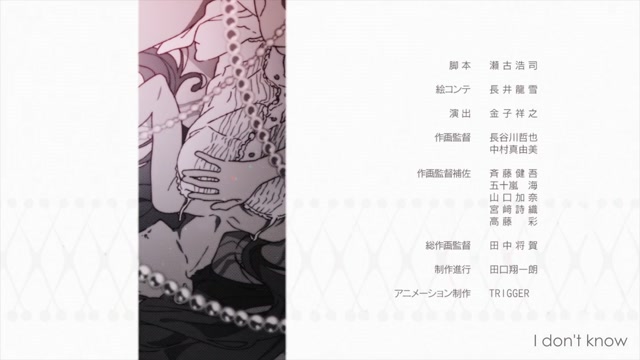 脚本 瀬古浩司
絵コンテ 長井龍雪
演出 金子祥之
作画監督 長谷川哲也
中村真由美
作画監督補佐 斉藤健吾
五十嵐 海
山口加奈
宮﨑詩織
高藤 彩
総作画監督 田中将賀
制作進行 田口翔一朗
アニメーション制作 TRIGGER
I don't know